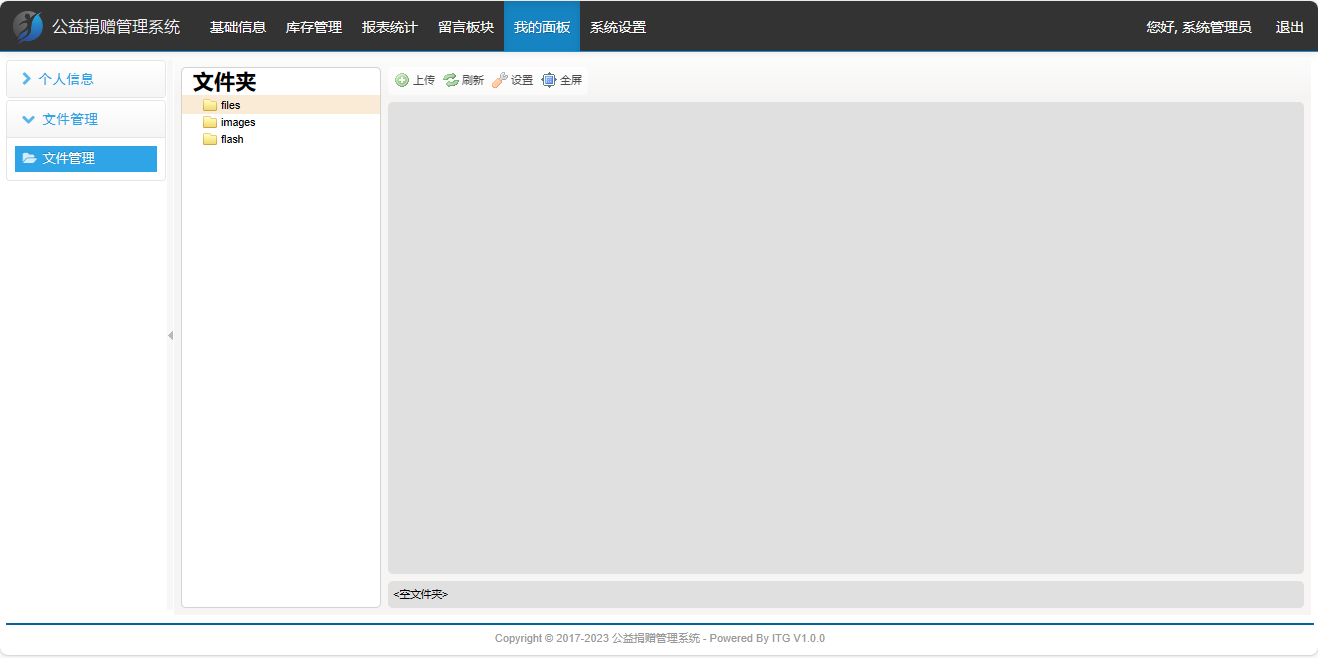 公益捐赠管理系统 基础信息 库存管理 报表统计 留言板块 我的面板 系统设置 您好, 系统管理员 退出
个人信息
文件管理
文件管理
文件夹
files
images
flash
上传 刷新 设置 全屏
<空文件夹>
Copyright © 2017-2023 公益捐赠管理系统 - Powered By ITG V1.0.0